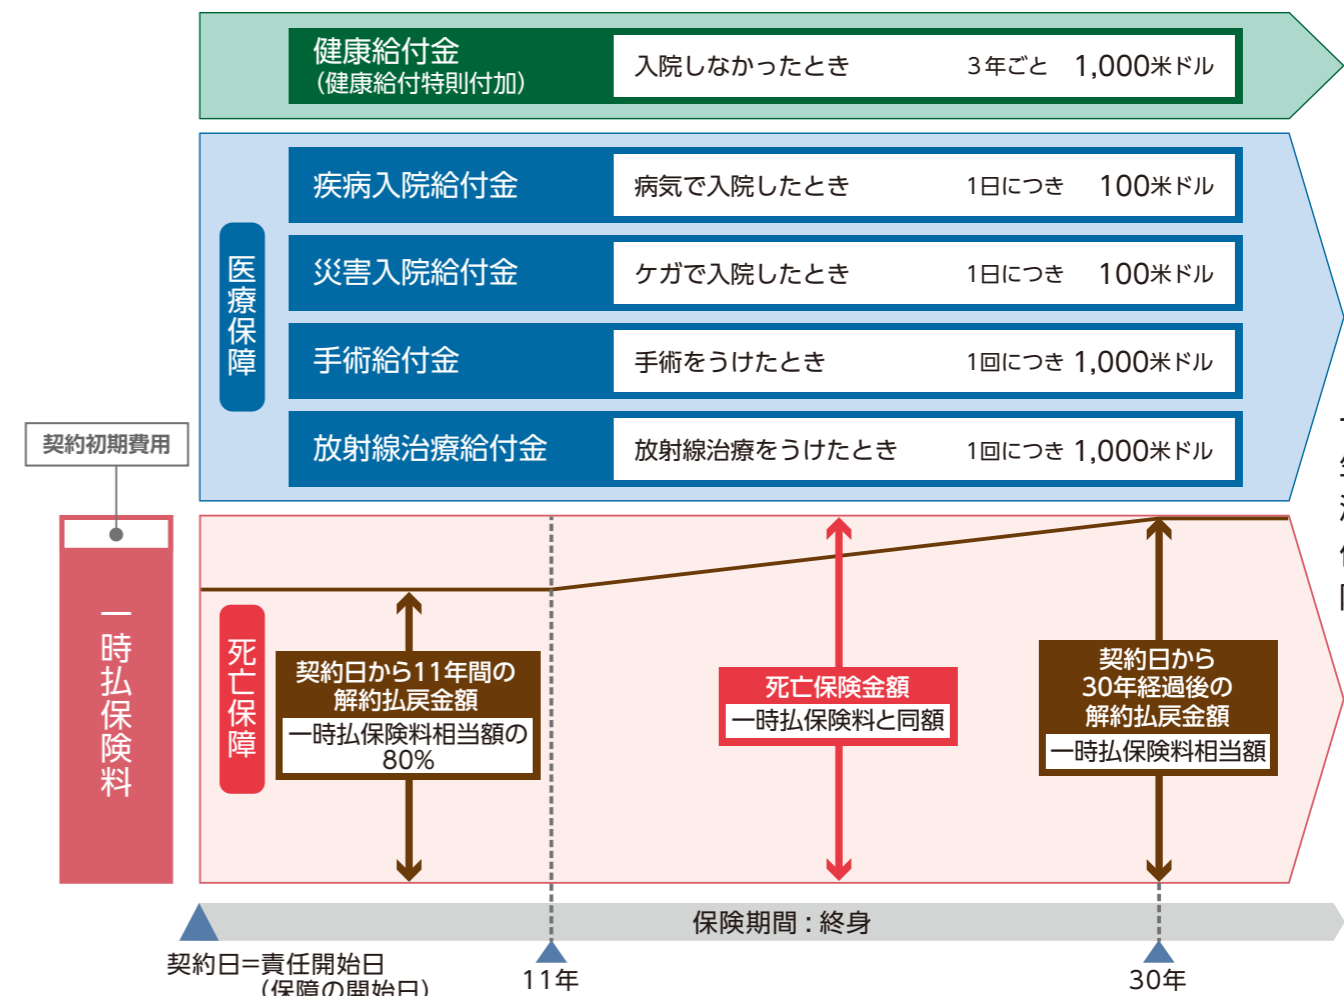 健康給付金
(健康給付特則付加)
入院しなかったとき 3年ごと 1,000米ドル
医療保障
疾病入院給付金
病気で入院したとき 1日につき 100米ドル
災害入院給付金
ケガで入院したとき 1日につき 100米ドル
手術給付金
手術をうけたとき 1回につき 1,000米ドル
放射線治療給付金
放射線治療をうけたとき 1回につき 1,000米ドル
契約初期費用
一時払保険料
死亡保障
契約日から11年間の
解約払戻金額
一時払保険料相当額の
80%
死亡保険金額
一時払保険料と同額
契約日から
30年経過後の
解約払戻金額
一時払保険料相当額
保険期間：終身
契約日=責任開始日
(保障の開始日)
11年
30年